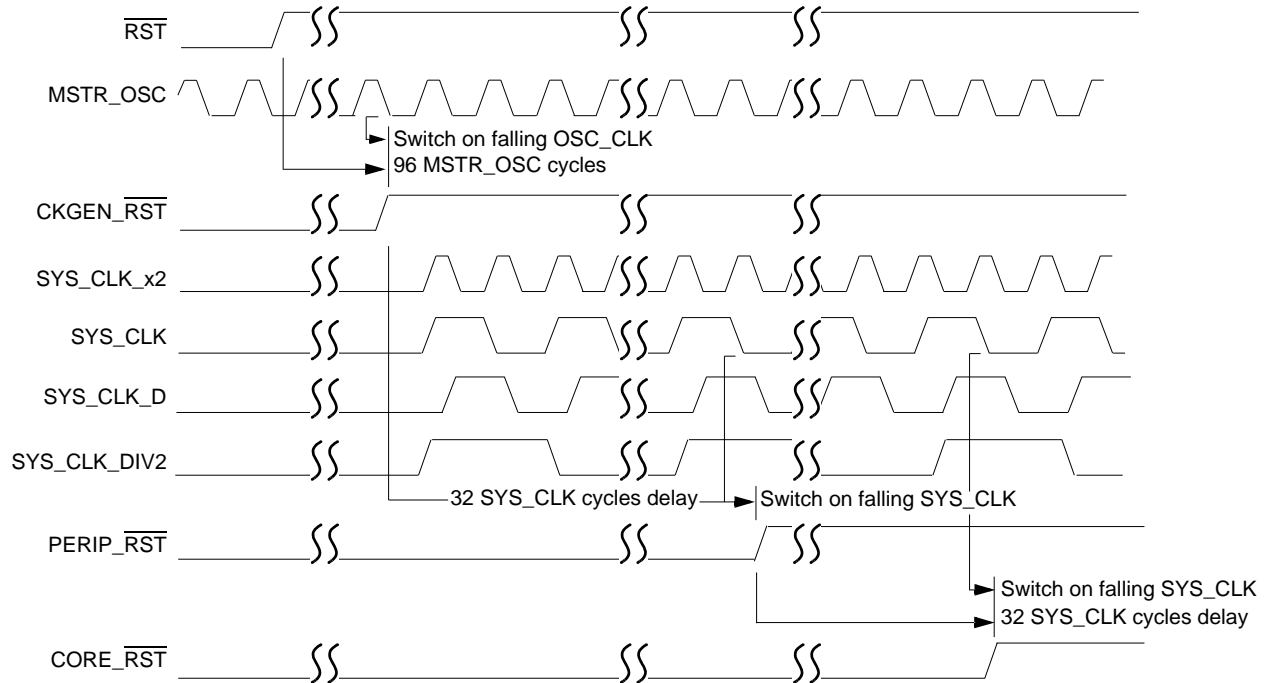 RST
MSTR_OSC
Switch on falling OSC_CLK
96 MSTR_OSC cycles
CKGEN_RST
SYS_CLK_x2
SYS_CLK
SYS_CLK_D
SYS_CLK_DIV2
32 SYS_CLK cycles delay
Switch on falling SYS_CLK
PERIP_RST
Switch on falling SYS_CLK
32 SYS_CLK cycles delay
CORE_RST